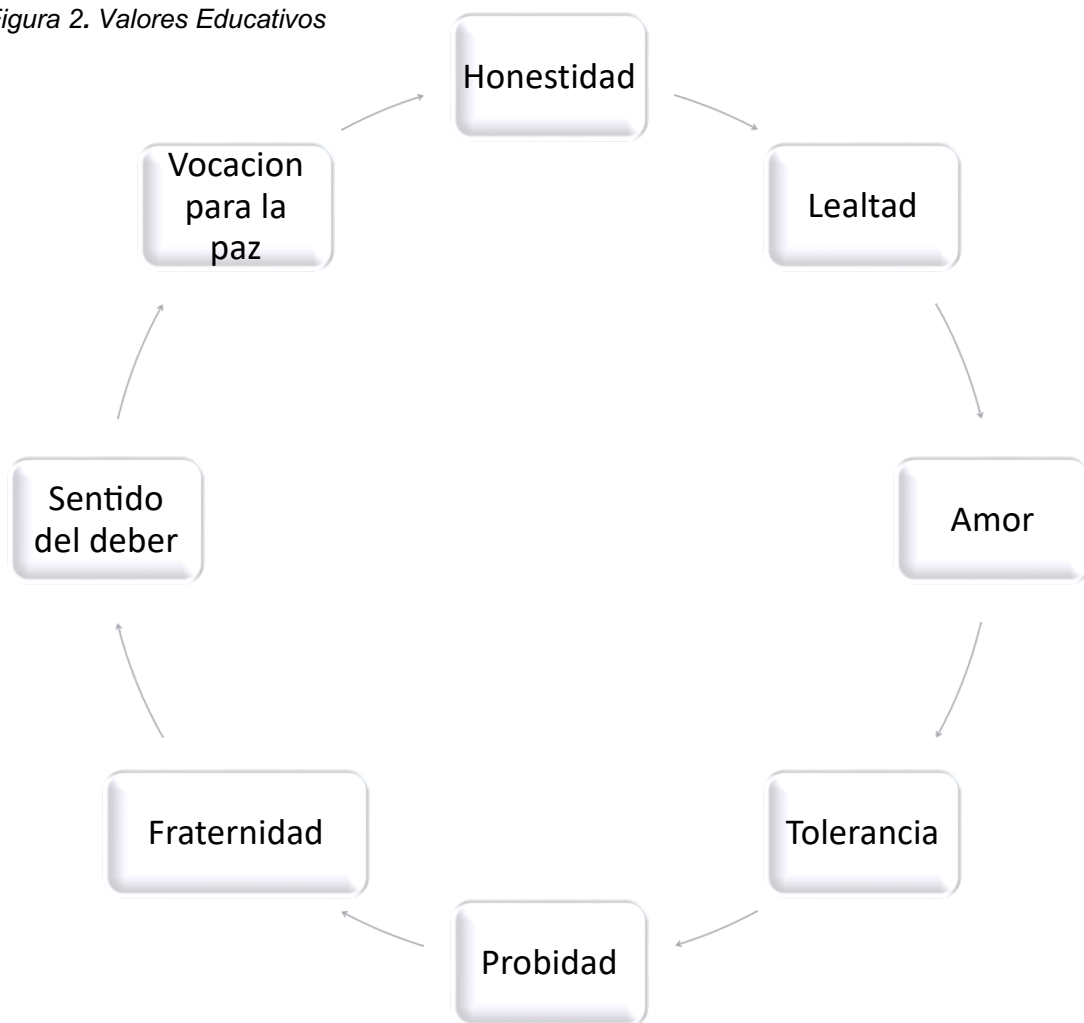 igura 2. Valores Educativos
Honestidad
Lealtad
Amor
Tolerancia
Probidad
Fraternidad
Sentido
del deber
Vocacion
para la
paz